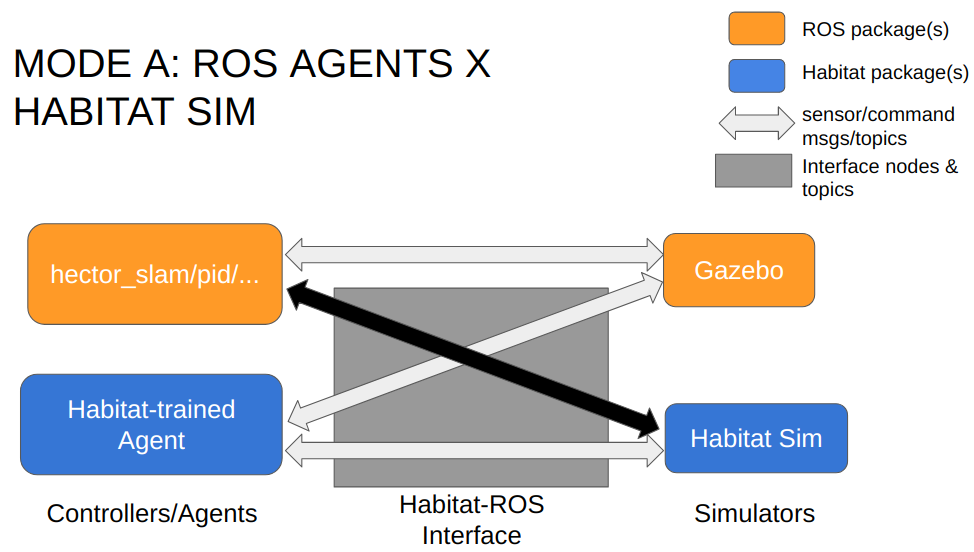 MODE A: ROS AGENTS X
HABITAT SIM
ROS package(s)
Habitat package(s)
sensor/command
msgs/topics
Interface nodes &
topics
hector_slam/pid/...
Gazebo
Habitat-trained
Agent
Habitat Sim
Controllers/Agents
Habitat-ROS
Interface
Simulators